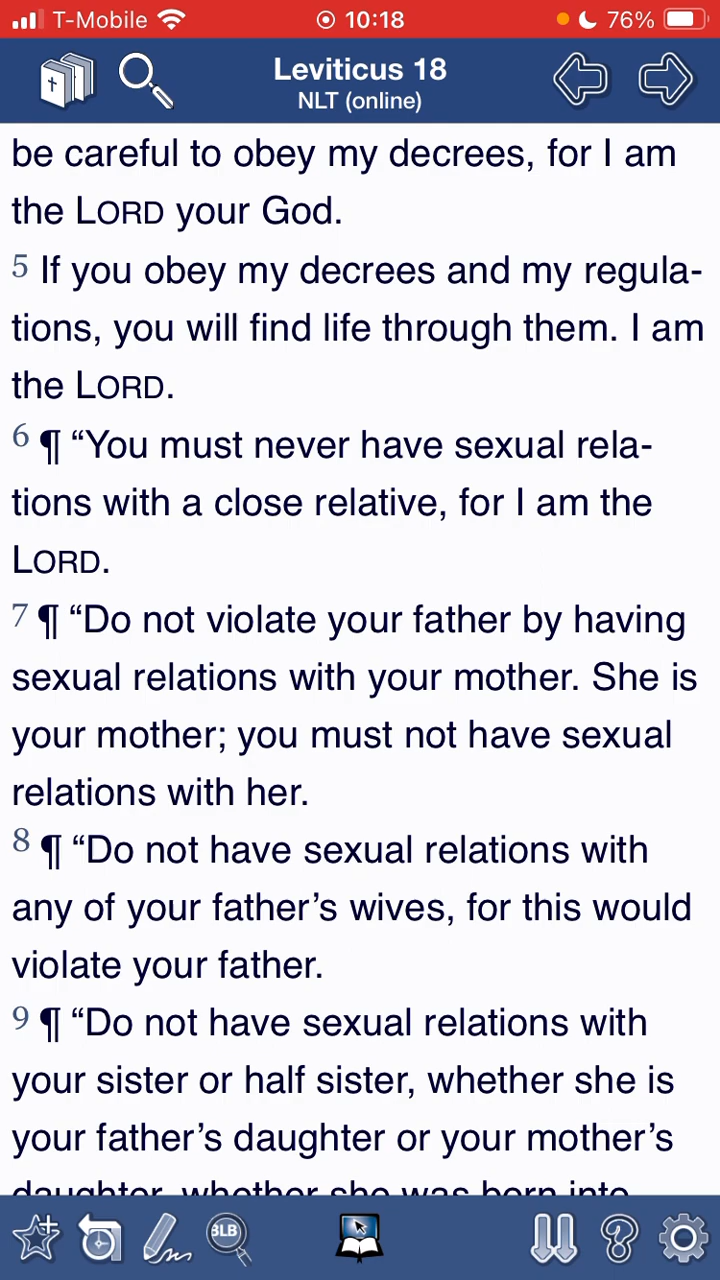 T-Mobile 10:18 76%
Leviticus 18
NLT (online)
be careful to obey my decrees, for I am
the LORD your God.
5 If you obey my decrees and my regula-
tions, you will find life through them. I am
the LORD.
6 ¶ “You must never have sexual rela-
tions with a close relative, for I am the
LORD.
7 ¶ “Do not violate your father by having
sexual relations with your mother. She is
your mother; you must not have sexual
relations with her.
8 ¶ “Do not have sexual relations with
any of your father’s wives, for this would
violate your father.
9 ¶ “Do not have sexual relations with
your sister or half sister, whether she is
your father’s daughter or your mother’s
daughter, whether she was born into
BLB